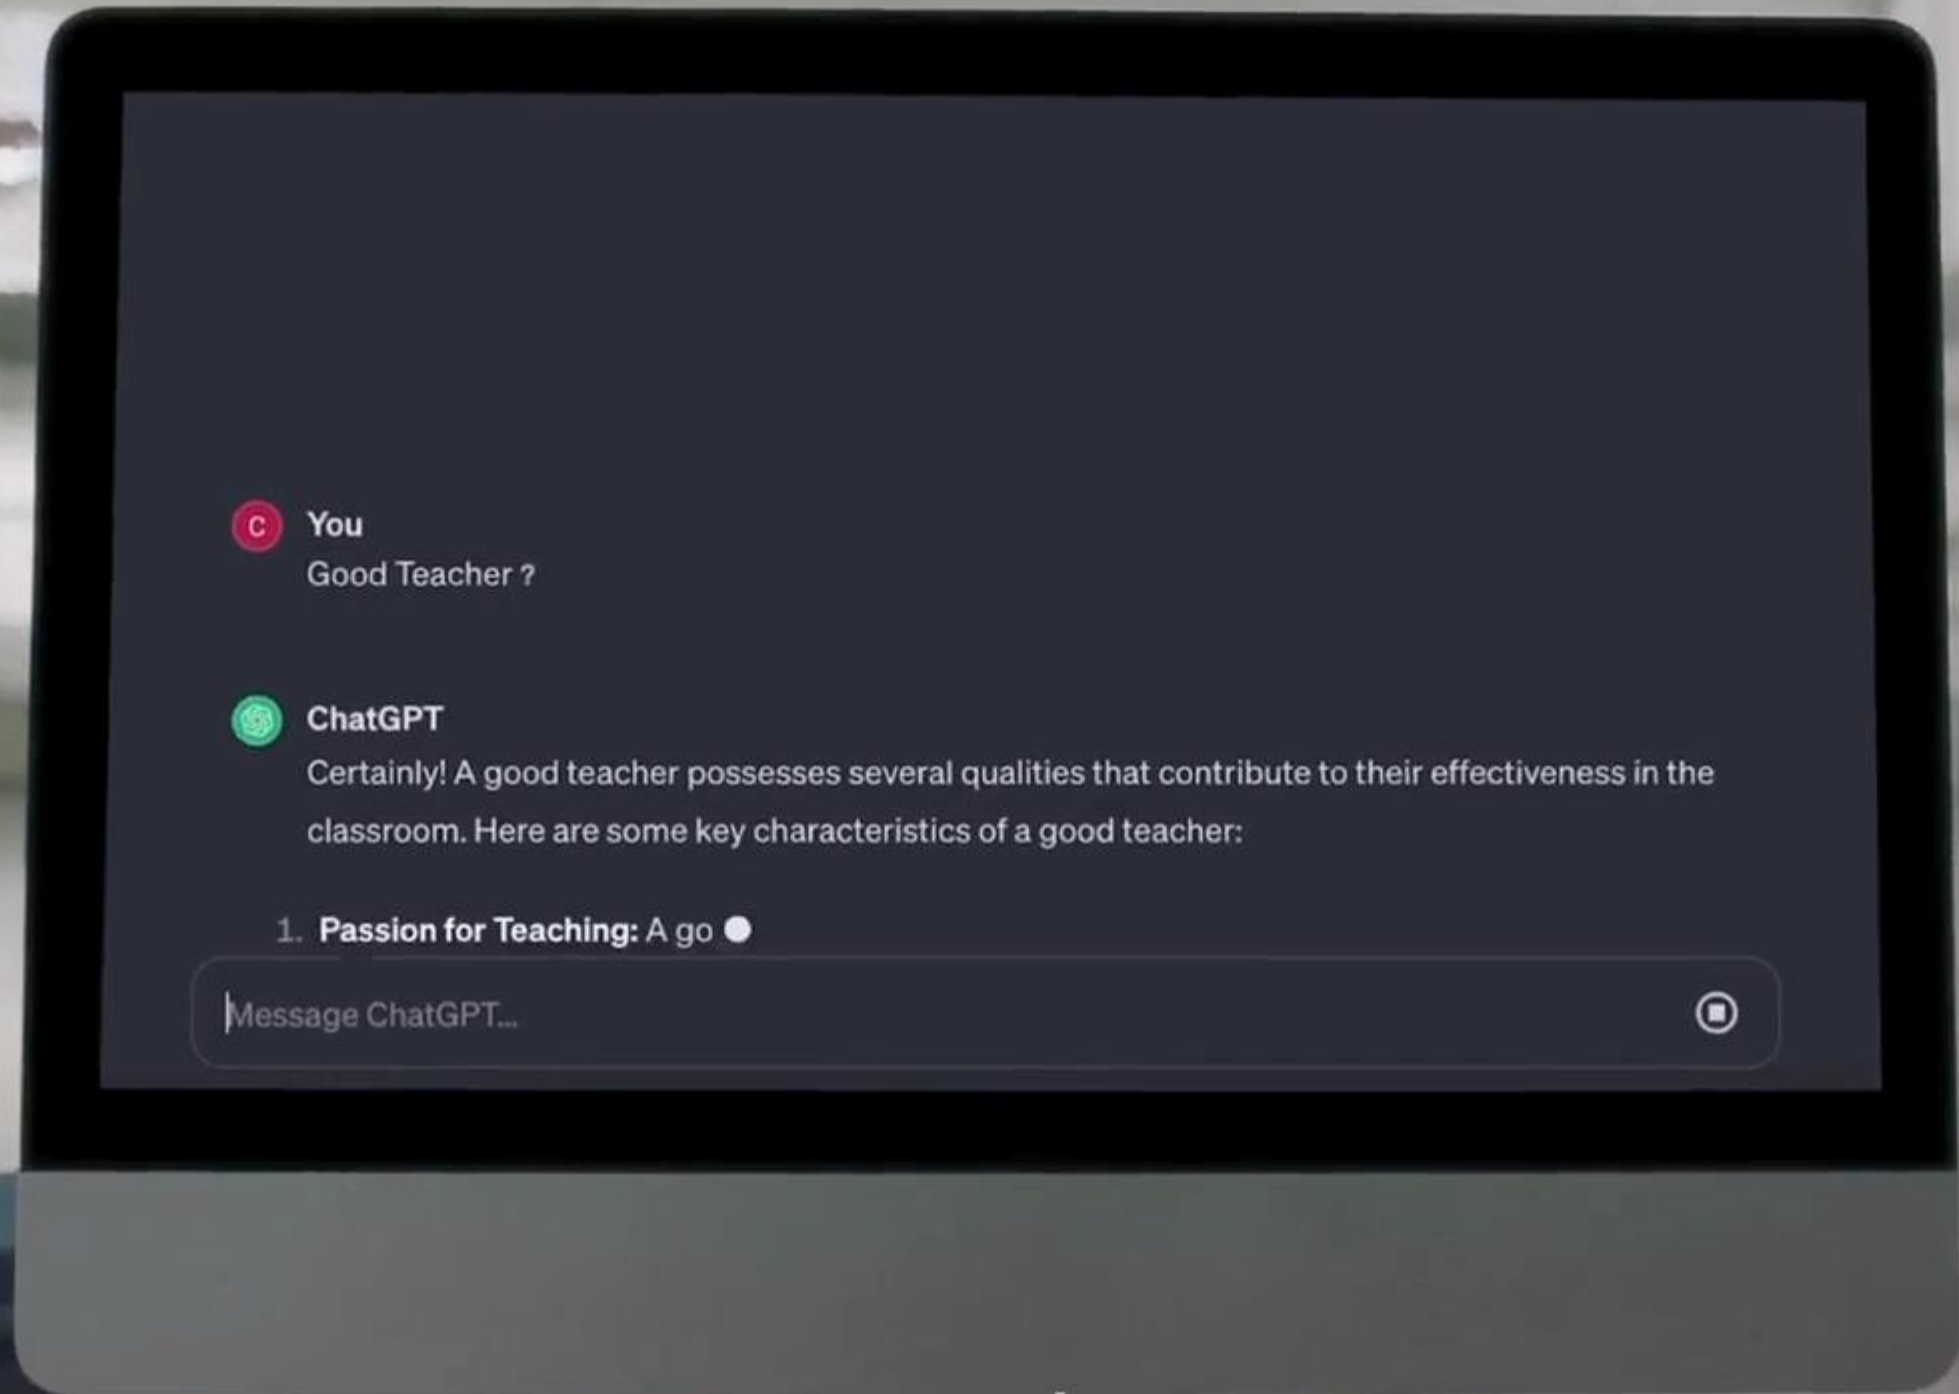 C
You
Good Teacher ?
ChatGPT
Certainly! A good teacher possesses several qualities that contribute to their effectiveness in the
classroom. Here are some key characteristics of a good teacher:
1. Passion for Teaching: A go
Message ChatGPT...